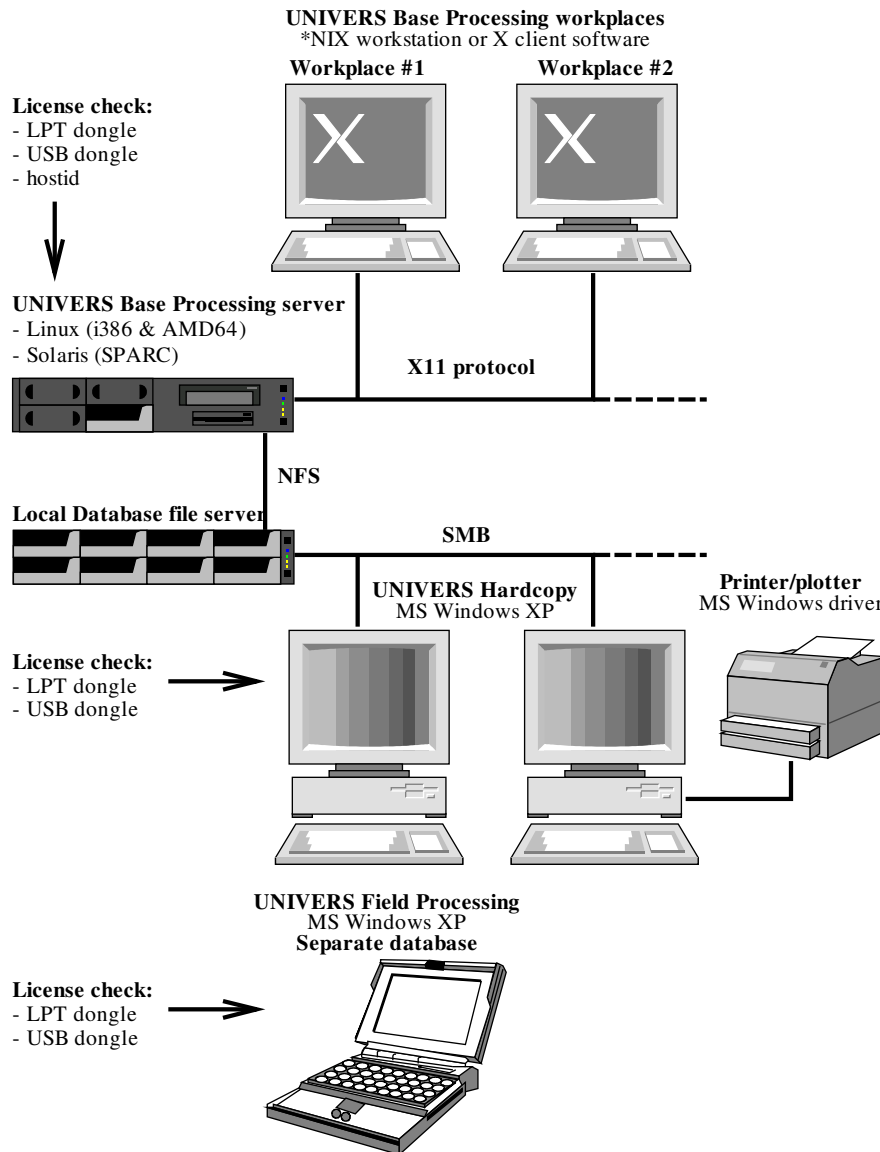 UNIVERS Base Processing workplaces
*NIX workstation or X client software
Workplace #1
Workplace #2
License check:
- LPT dongle
- USB dongle
- hostid
X
X
UNIVERS Base Processing server
- Linux (i386 & AMD64)
- Solaris (SPARC)
X11 protocol
NFS
Local Database file server
SMB
UNIVERS Hardcopy
MS Windows XP
Printer/plotter
MS Windows driver
License check:
- LPT dongle
- USB dongle
UNIVERS Field Processing
MS Windows XP
Separate database
License check:
- LPT dongle
- USB dongle